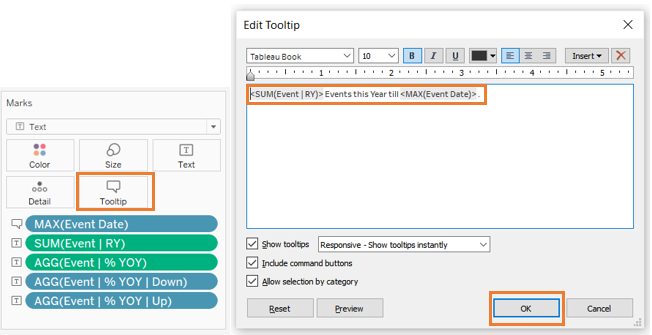 Marks
Text
Color Size Text
Detail Tooltip
MAX(Event Date)
SUM(Event | RY)
AGG(Event | % YOY)
AGG(Event | % YOY | Down)
AGG(Event | % YOY | Up)
Edit Tooltip
Tableau Book 10 B I U Insert
1 2 3 4 5
<SUM(Event | RY)> Events this Year till <MAX(Event Date)> .
Show tooltips Responsive - Show tooltips instantly
Include command buttons
Allow selection by category
Reset Preview OK Cancel